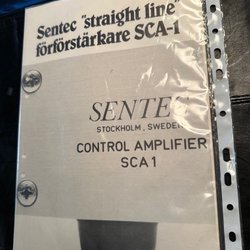 Sentec "straight line"
förförstärkare SCA-1
SENTEC
STOCKHOLM, SWEDEN
CONTROL AMPLIFIER
SCA 1